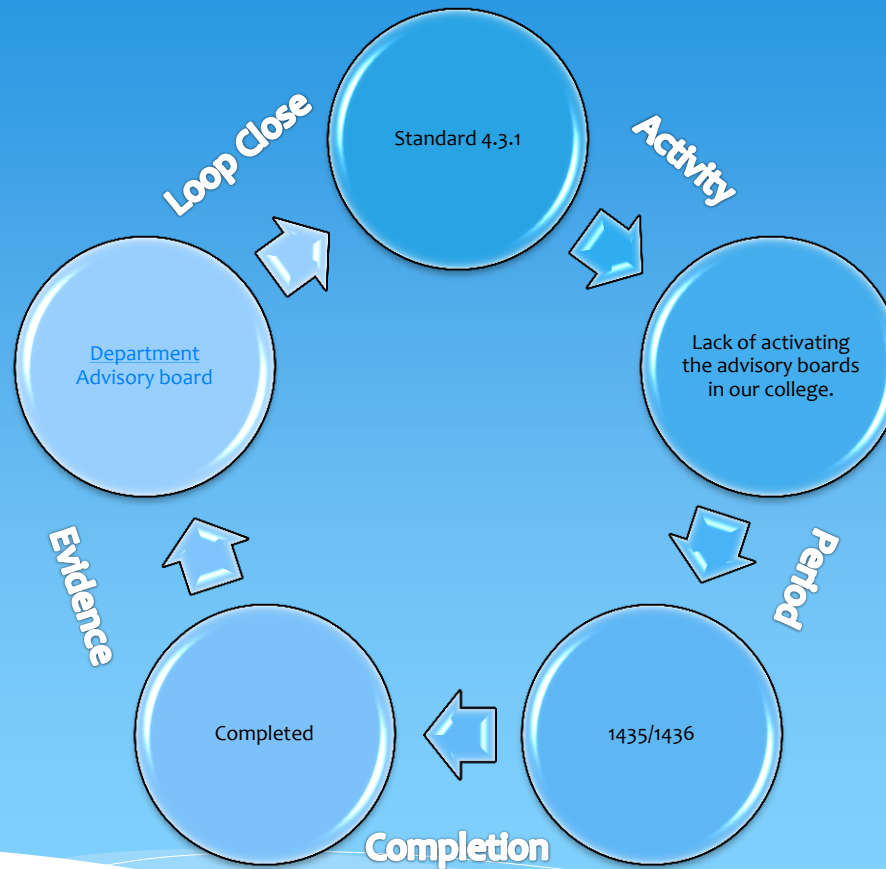 Standard 4.3.1
Activity
Lack of activating
the advisory boards
in our college.
Period
1435/1436
Completion
Completed
Evidence
Department
Advisory board
Loop Close